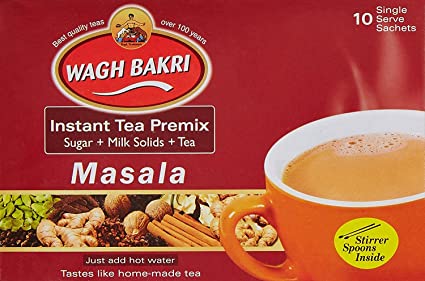 Best quality teas over 100 years
WAGH BAKRI
10 Single
Serve
Sachets
Instant Tea Premix
Sugar + Milk Solids + Tea
Masala
Stirrer
Spoons
Inside
Just add hot water
Tastes like home-made tea